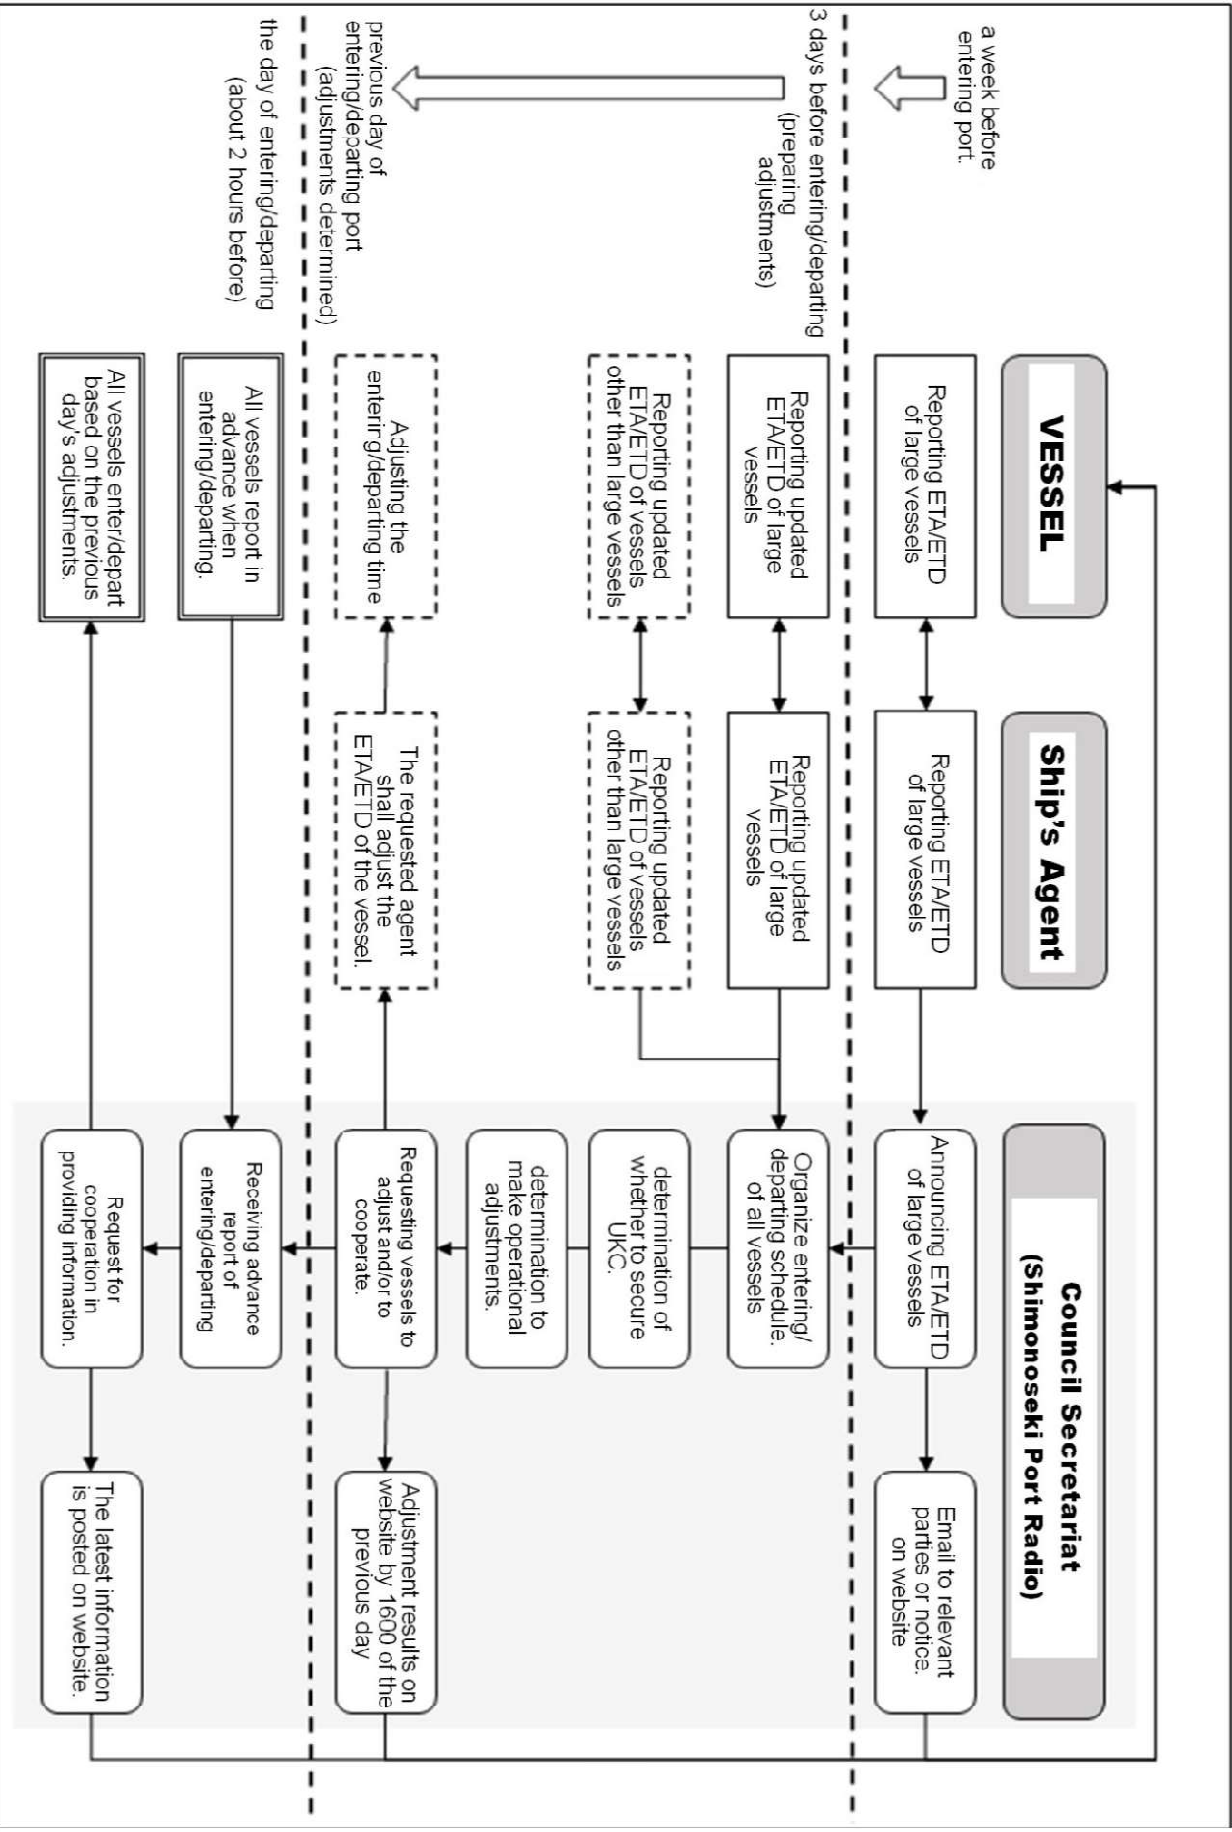 VESSEL
Ship's Agent
Council Secretariat
(Shimonoseki Port Radio)
a week before
entering port.
Reporting ETA/ETD
of large vessels
Reporting ETA/ETD
of large vessels
Announcing ETA/ETD
of large vessels
Email to relevant
parties or notice.
on website
3 days before entering/departing
(preparing
adjustments)
Reporting updated
ETA/ETD of large
vessels
Reporting updated
ETA/ETD of large
vessels
Organize entering/
departing schedule.
of all vessels
Reporting updated
ETA/ETD of vessels
other than large vessels
Reporting updated
ETA/ETD of vessels
other than large vessels
determination of
whether to secure
UKC.
determination to
make operational
adjustments.
previous day of
entering/departing port
(adjustments determined)
Adjusting the
entering/departing time
The requested agent
shall adjust the
ETA/ETD of the vessel.
Requesting vessels to
adjust and/or to
cooperate.
Adjustment results on
website by 1600 of the
previous day
the day of entering/departing
(about 2 hours before)
All vessels report in
advance when
entering/departing.
Receiving advance
report of
entering/departing
All vessels enter/depart
based on the previous
day's adjustments.
Request for
cooperation in
providing information.
The latest information
is posted on website.